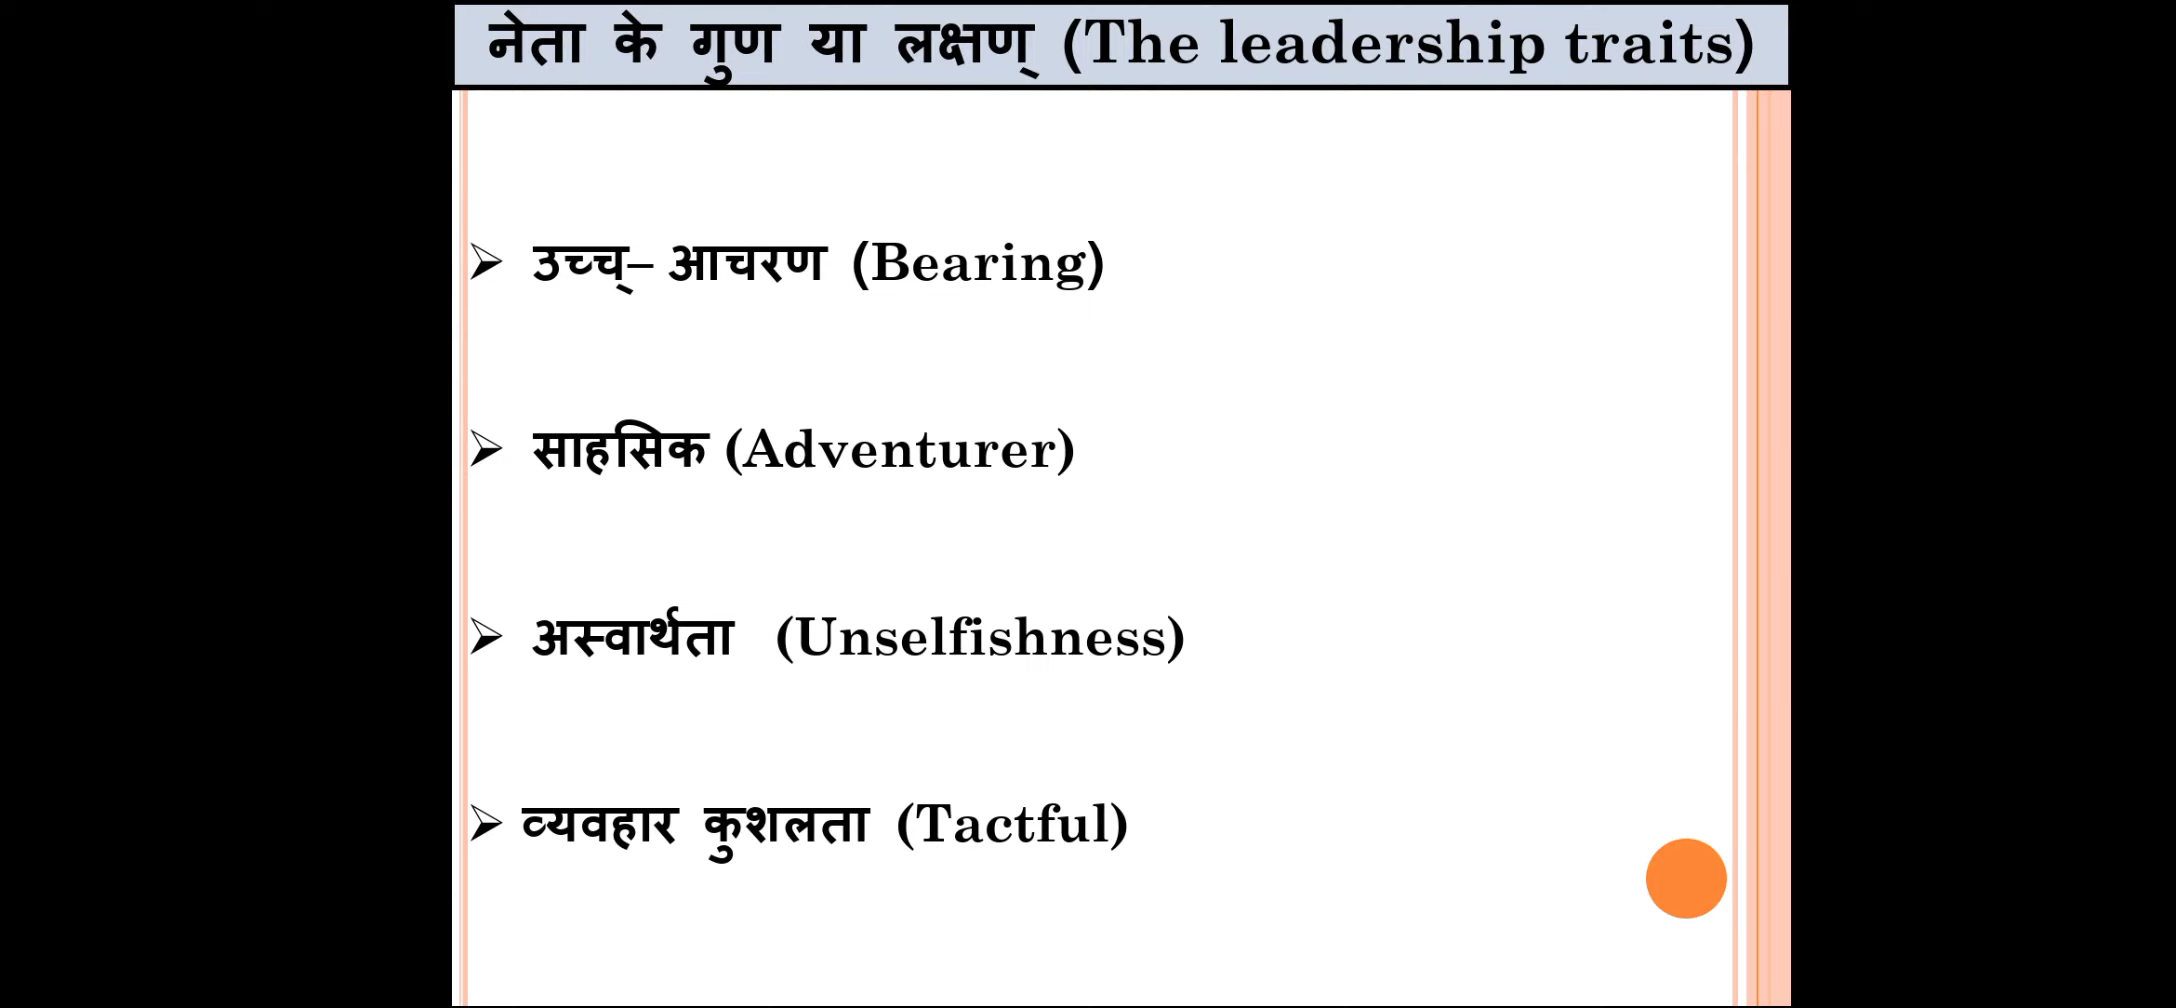 नेता के गुण या लक्षण् (The leadership traits)
➢ उच्च्– आचरण (Bearing)
➢ साहसिक (Adventurer)
➢ अस्वार्थता (Unselfishness)
➢ व्यवहार कुशलता (Tactful)